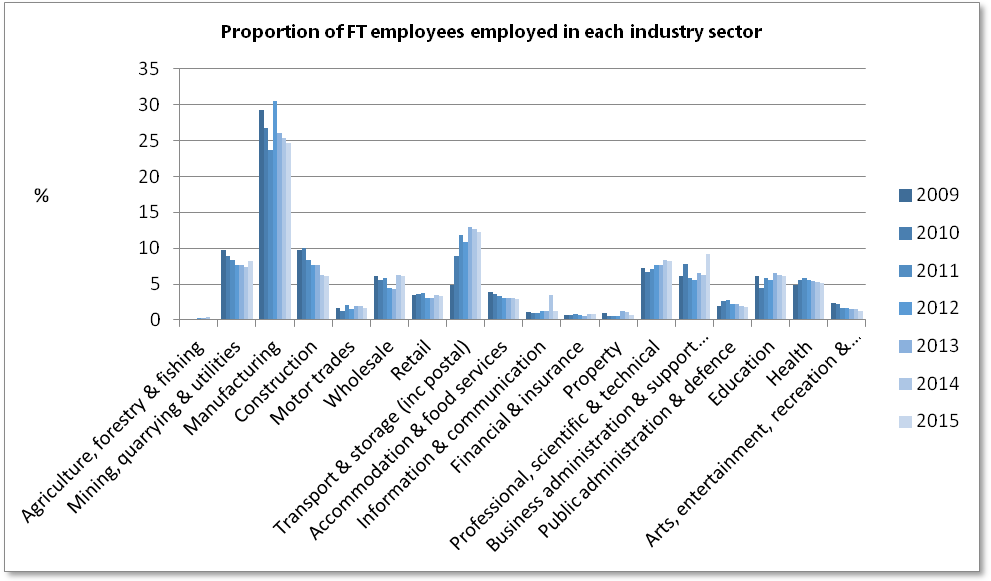 Proportion of FT employees employed in each industry sector
35
30
25
20
15
10
5
0
%
Agriculture, forestry & fishing
Mining, quarrying & utilities
Manufacturing
Construction
Motor trades
Wholesale
Retail
Transport & storage (inc postal)
Accommodation & food services
Information & communication
Financial & insurance
Property
Professional, scientific & technical
Business administration & support...
Public administration & defence
Education
Health
Arts, entertainment, recreation &...
2009
2010
2011
2012
2013
2014
2015